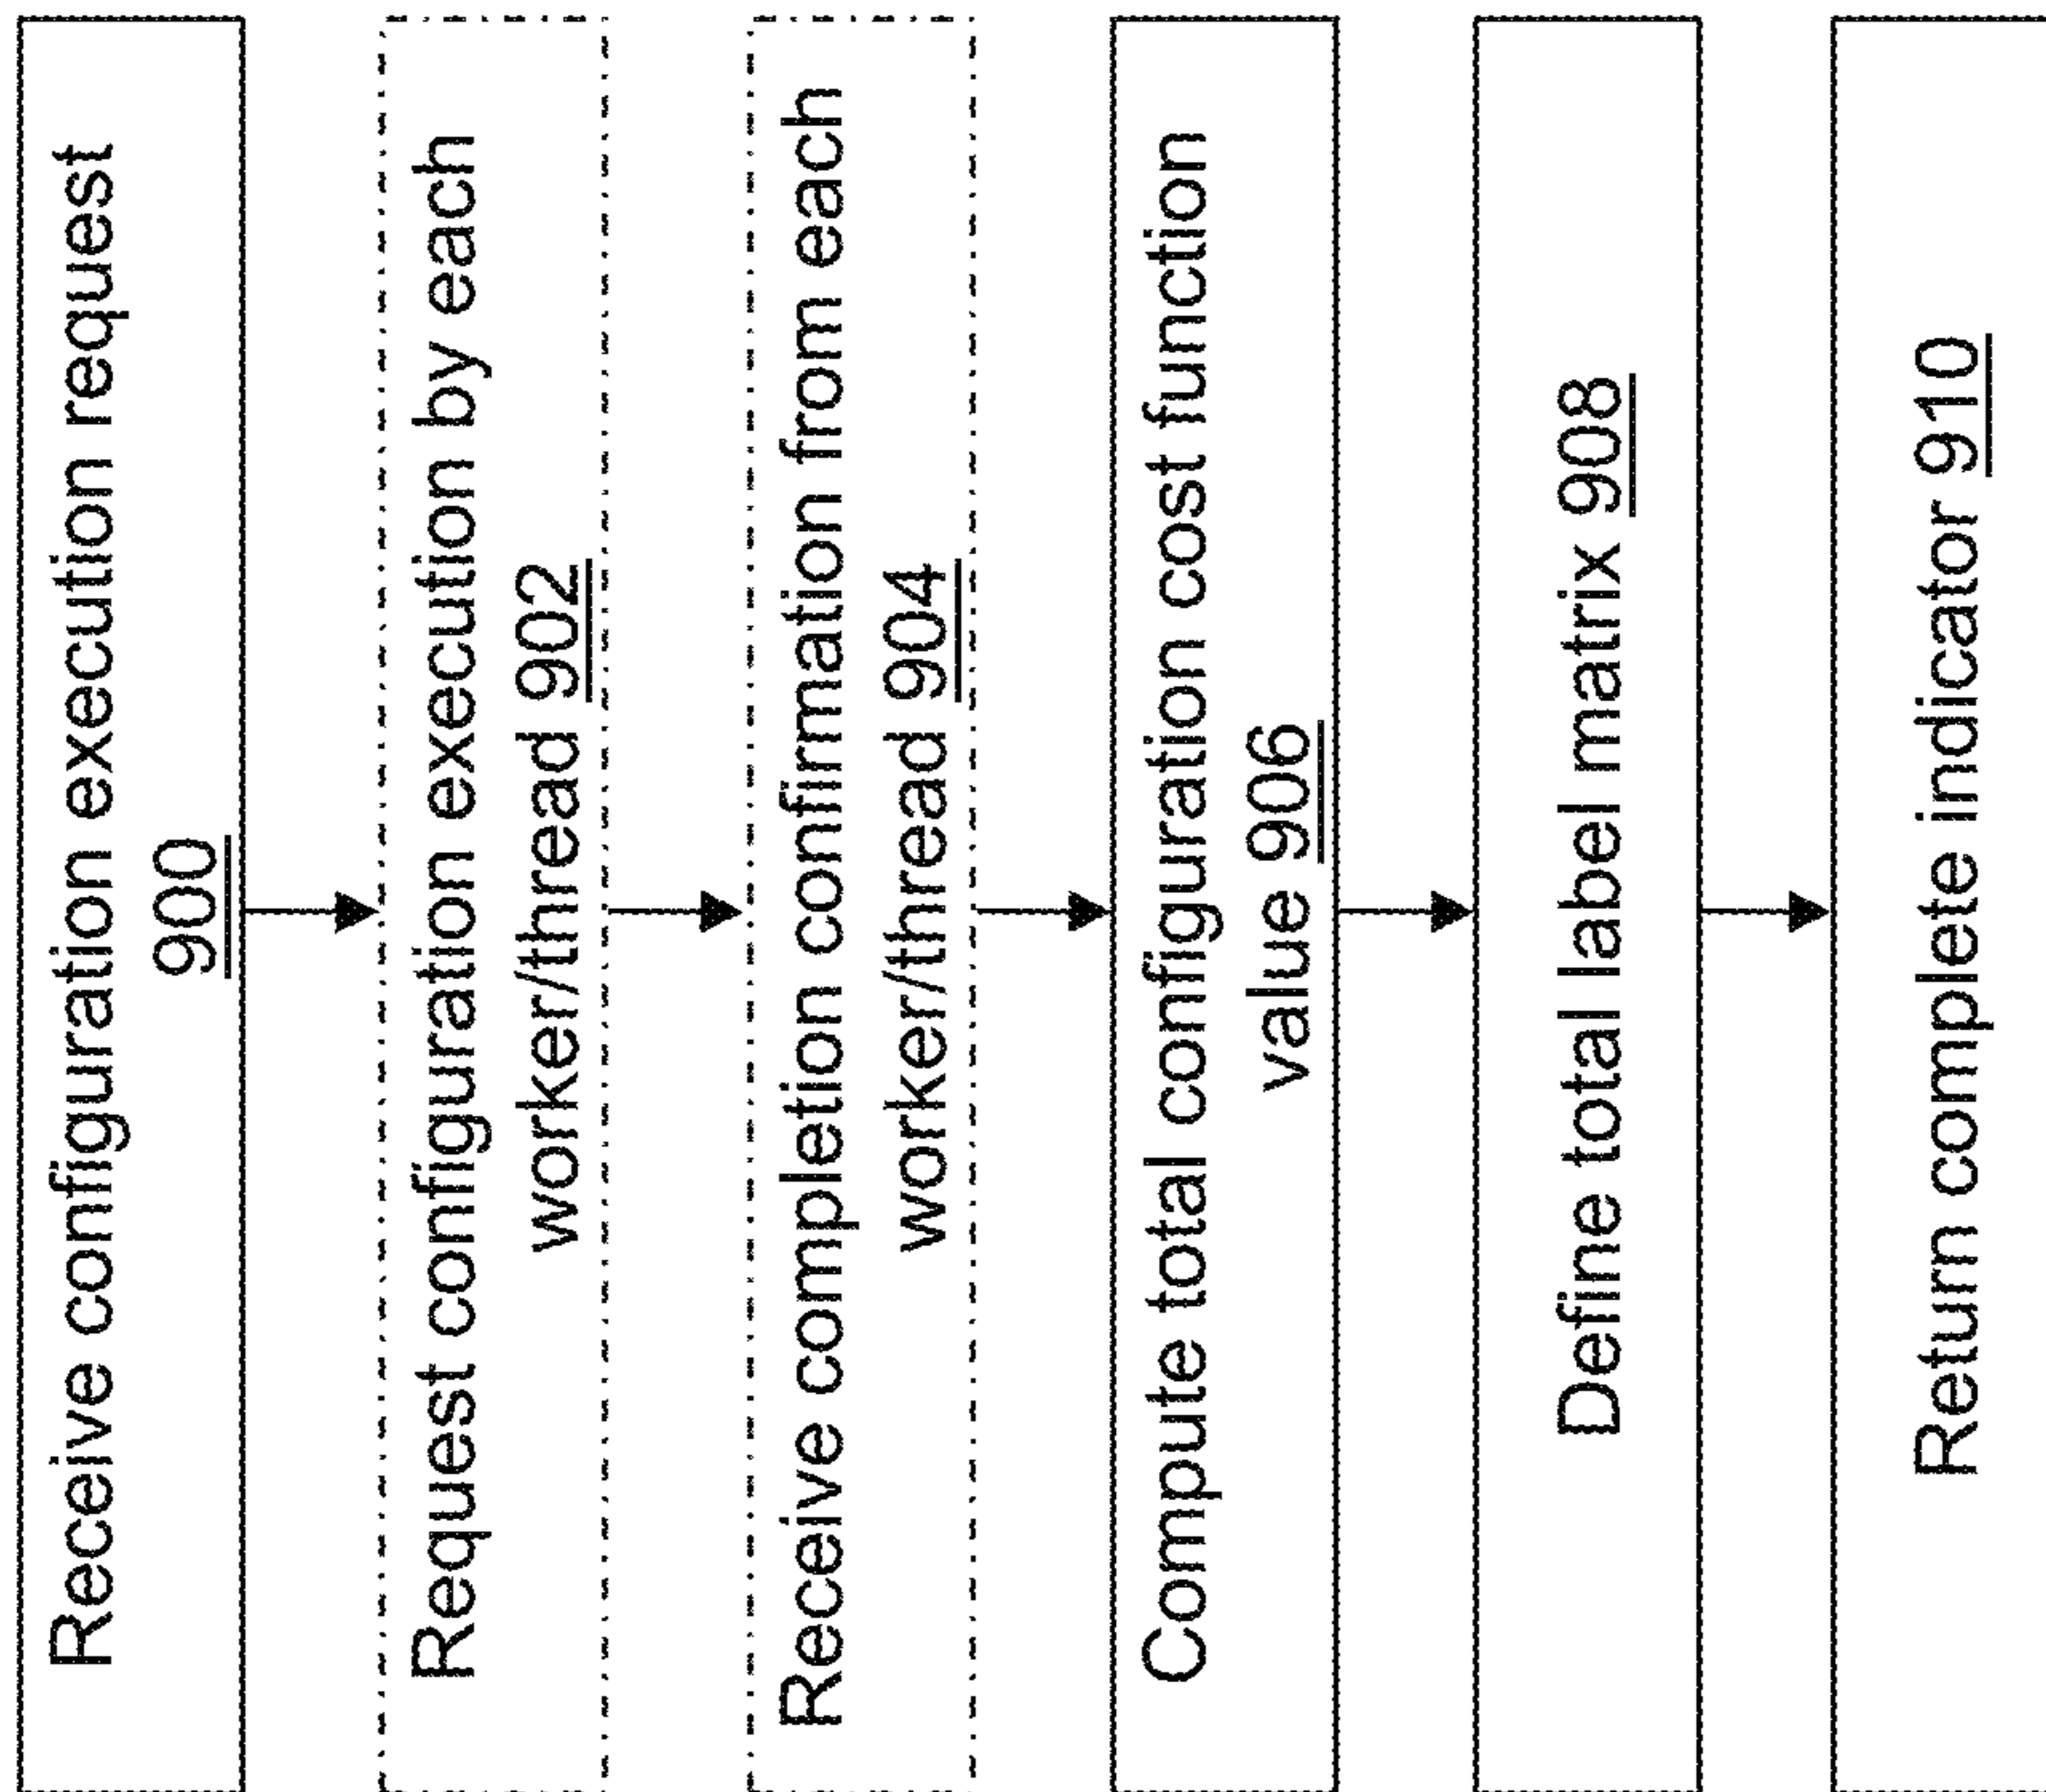 Receive configuration execution request
900
Request configuration execution by each
worker/thread 902
Receive completion confirmation from each
worker/thread 904
Compute total configuration cost function
value 906
Define total label matrix 908
Return complete indicator 910